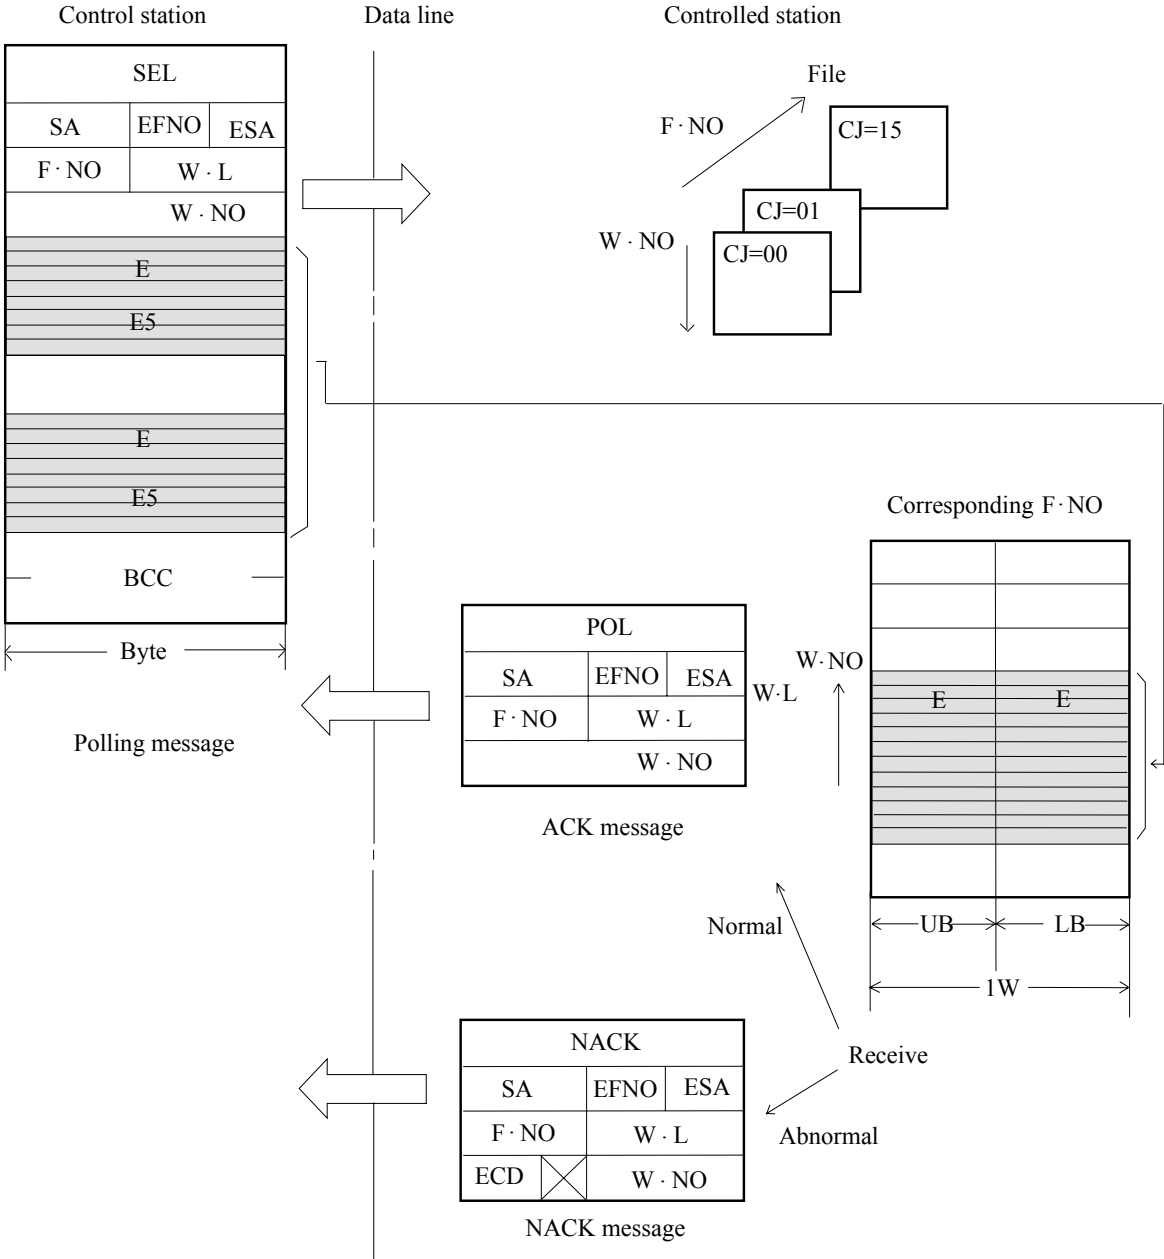 Control station
Data line
Controlled station
SEL
SA EFNO ESA
F · NO W · L
W · NO
E
E5
E
E5
BCC
Byte
Polling message
File
F · NO
CJ=15
CJ=01
W · NO
CJ=00
Corresponding F · NO
POL
SA EFNO ESA
F · NO W · L
W · NO
ACK message
W·L
W· NO
E E
UB LB
1W
Normal
Receive
Abnormal
NACK
SA EFNO ESA
F · NO W · L
ECD W · NO
NACK message